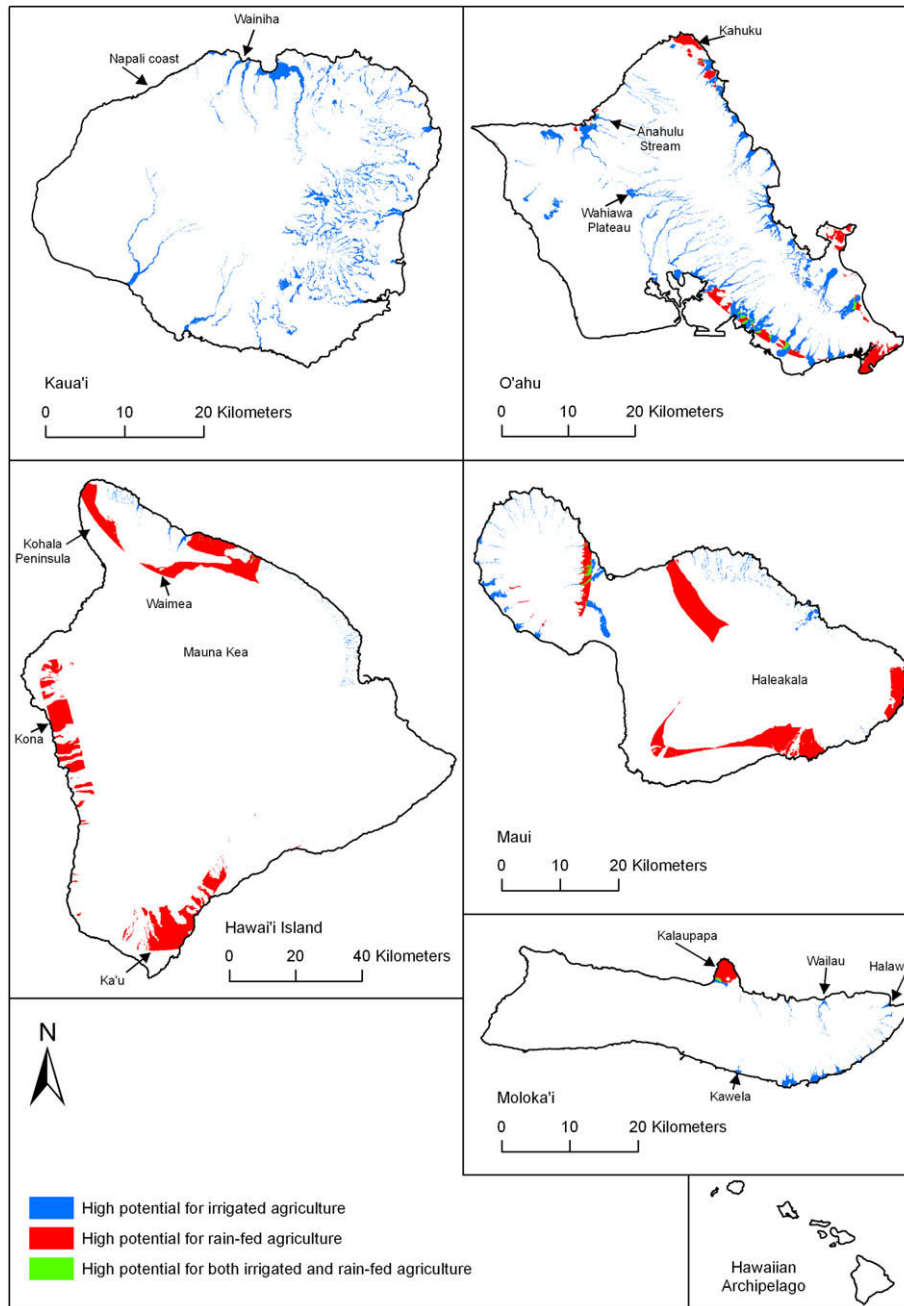 Wainiha
Napali coast
Kaua'i
0 10 20 Kilometers
Kahuku
Anahulu
Stream
Wahiawa
Plateau
O'ahu
0 10 20 Kilometers
Kohala
Peninsula
Waimea
Mauna Kea
Kona
Hawai'i Island
0 20 40 Kilometers
Ka'u
Haleakala
Maui
0 10 20 Kilometers
Kalaupapa
Wailau
Halaw
Kawela
Moloka'i
0 10 20 Kilometers
N
High potential for irrigated agriculture
High potential for rain-fed agriculture
High potential for both irrigated and rain-fed agriculture
Hawaiian
Archipelago